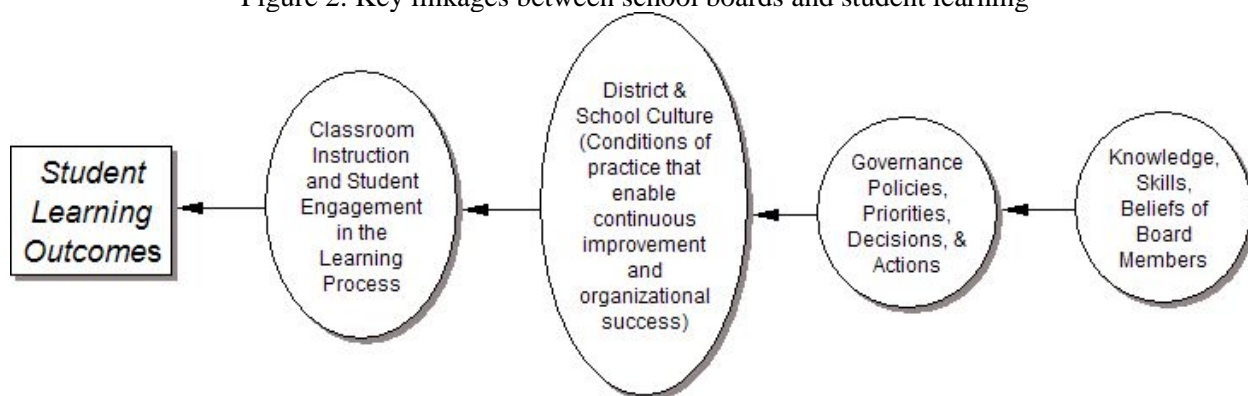 Figure 2: Key linkages between school boards and student learning
Student
Learning
Outcomes
Classroom
Instruction
and Student
Engagement
in the
Learning
Process
District &
School Culture
(Conditions of
practice that
enable
continuous
improvement
and
organizational
success)
Governance
Policies,
Priorities,
Decisions, &
Actions
Knowledge,
Skills,
Beliefs of
Board
Members